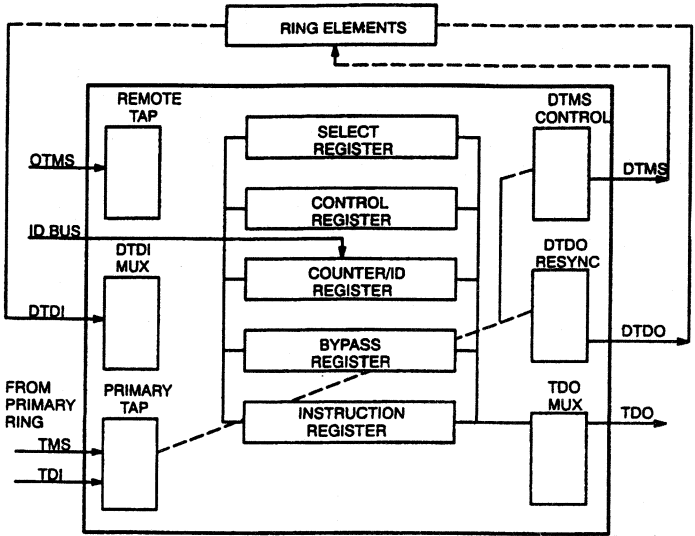 RING ELEMENTS
REMOTE
TAP
OTMS
ID BUS
DTDI
MUX
DTDI
FROM
PRIMARY
RING
PRIMARY
TAP
TMS
TDI
SELECT
REGISTER
CONTROL
REGISTER
COUNTER/ID
REGISTER
BYPASS
REGISTER
INSTRUCTION
REGISTER
DTMS
CONTROL
DTMS
DTDO
RESYNC
DTDO
TDO
MUX
TDO